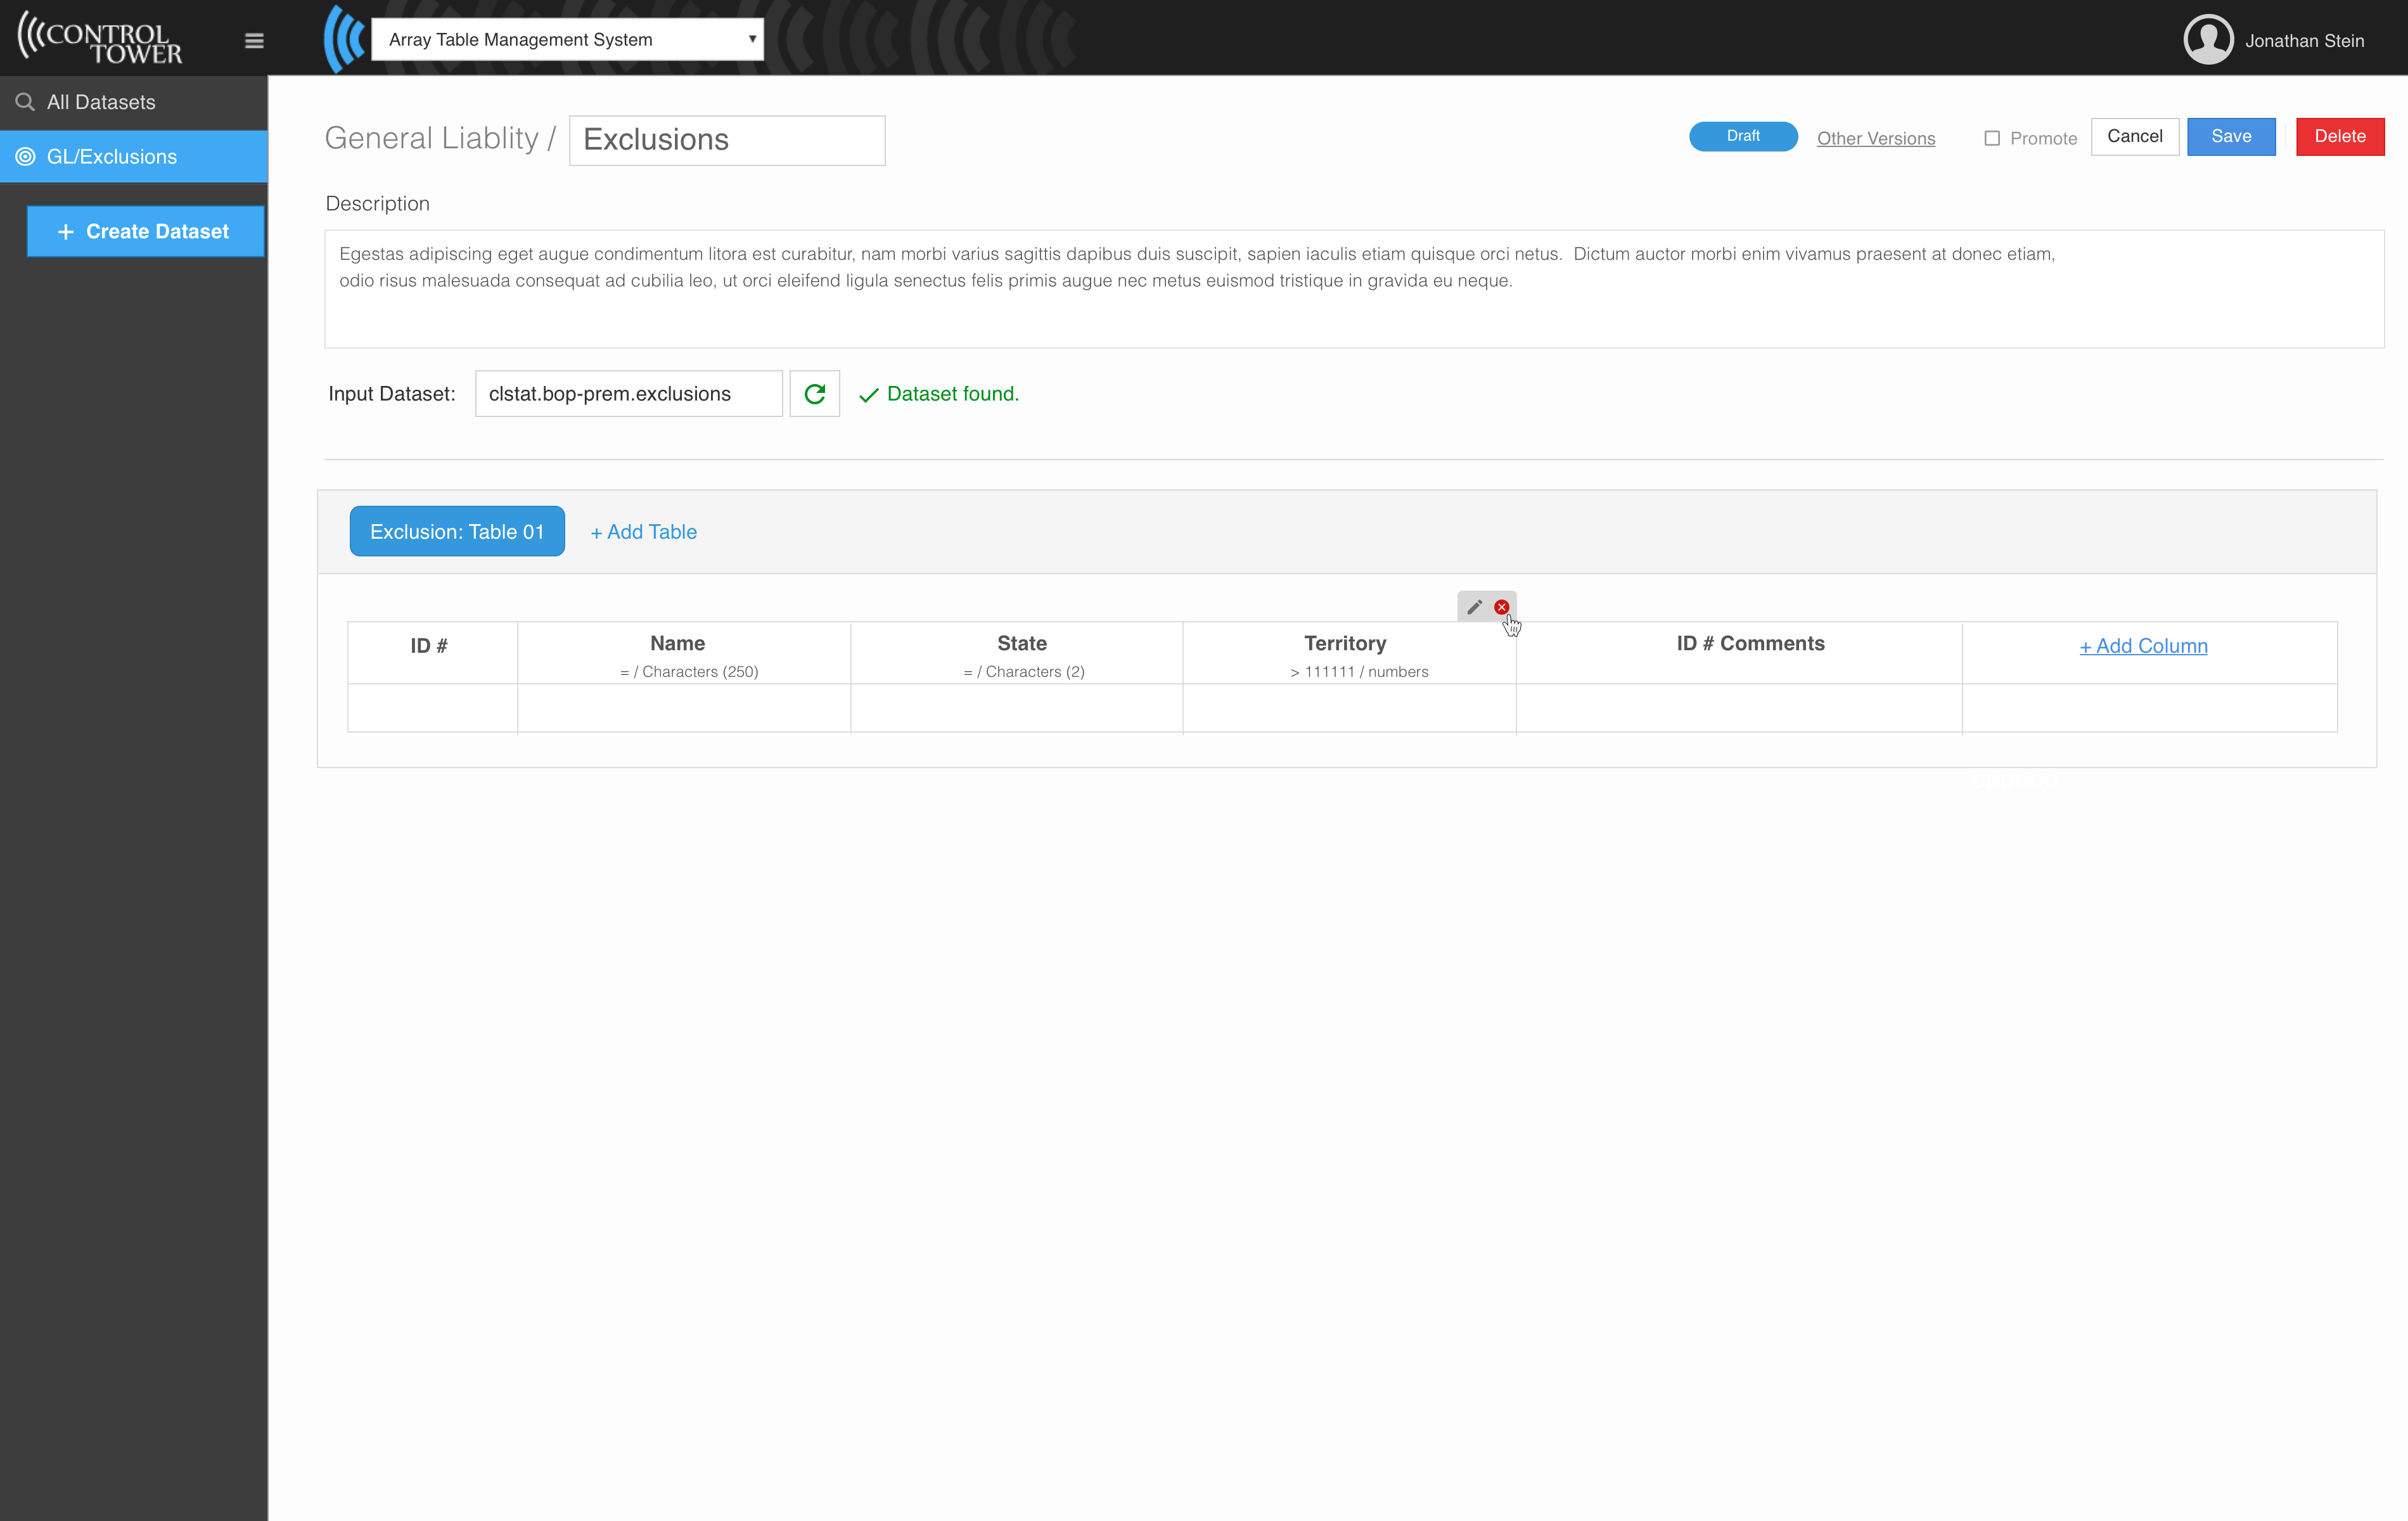 CONTROL
TOWER
Array Table Management System
Jonathan Stein
All Datasets
GL/Exclusions
+ Create Dataset
General Liablity / Exclusions
Draft
Other Versions
Promote
Cancel
Save
Delete
Description
Egestas adipiscing eget augue condimentum litora est curabitur, nam morbi varius sagittis dapibus duis suscipit, sapien iaculis etiam quisque orci netus.  Dictum auctor morbi enim vivamus praesent at donec etiam,
odio risus malesuada consequat ad cubilia leo, ut orci eleifend ligula senectus felis primis augue nec metus euismod tristique in gravida eu neque.
Input Dataset: clstat.bop-prem.exclusions
Dataset found.
Exclusion: Table 01
+ Add Table
ID #
Name
= / Characters (250)
State
= / Characters (2)
Territory
> 111111 / numbers
ID # Comments
+ Add Column